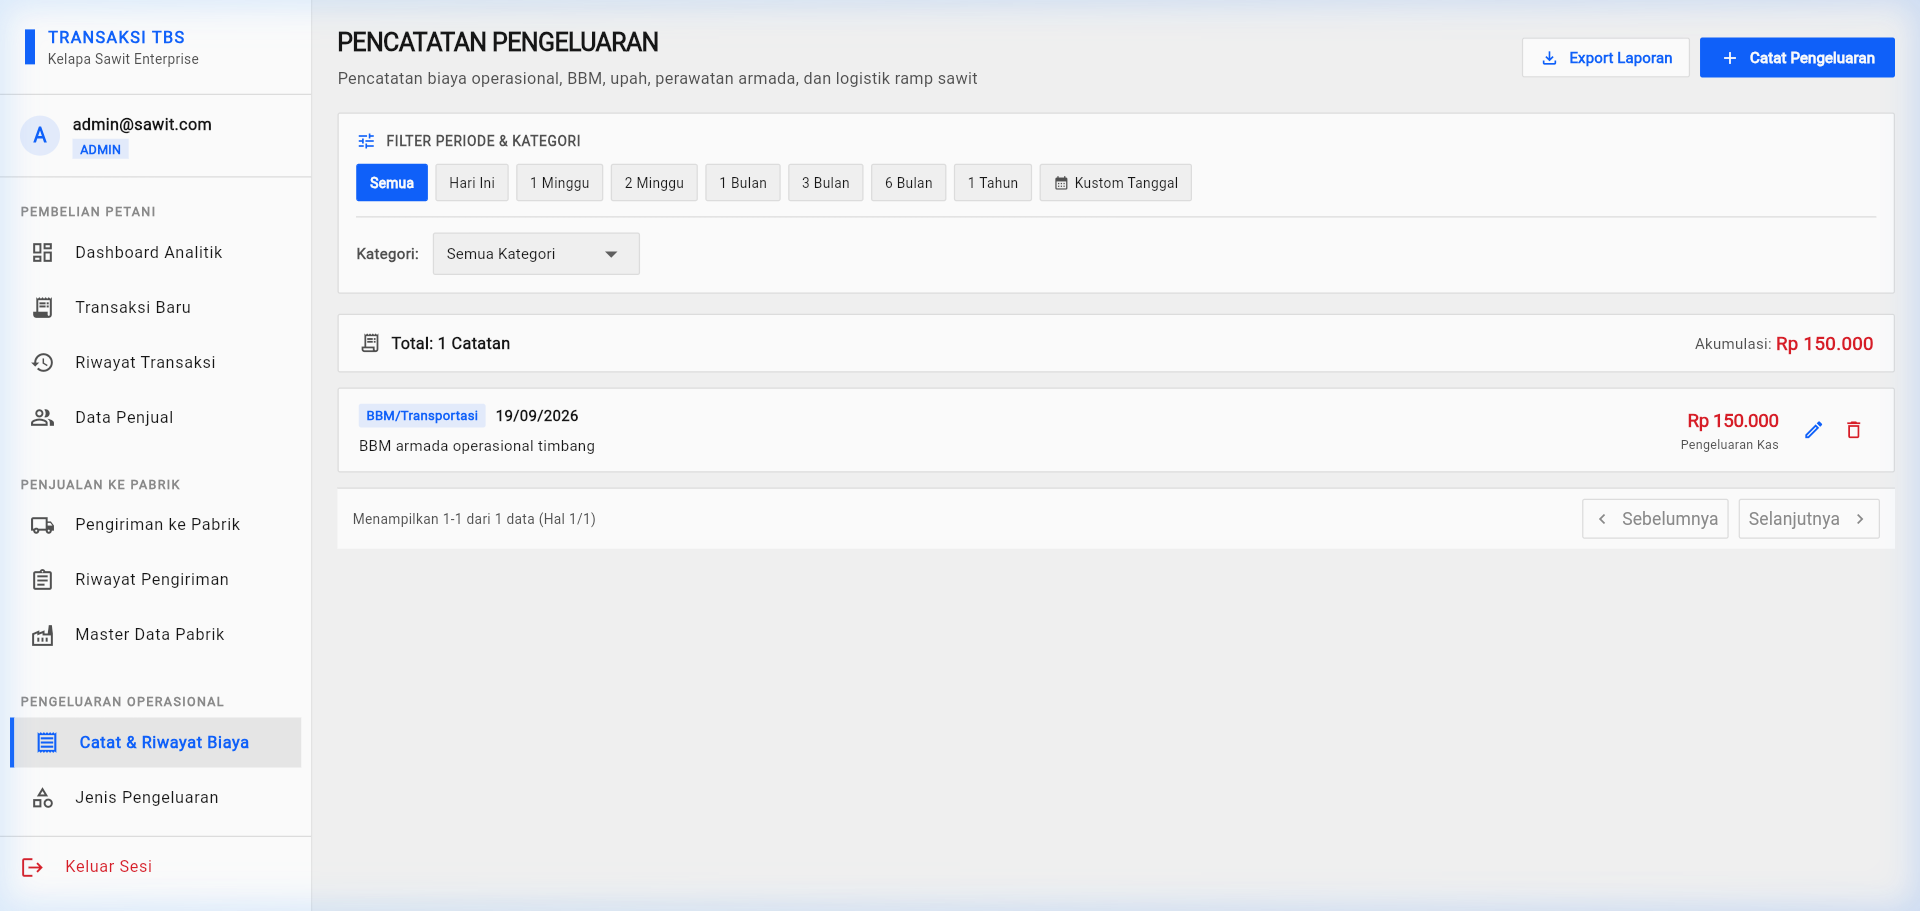 TRANSAKSI TBS
Kelapa Sawit Enterprise
A
admin@sawit.com
ADMIN
PEMBELIAN PETANI
Dashboard Analitik
Transaksi Baru
Riwayat Transaksi
Data Penjual
PENJUALAN KE PABRIK
Pengiriman ke Pabrik
Riwayat Pengiriman
Master Data Pabrik
PENGELUARAN OPERASIONAL
Catat & Riwayat Biaya
Jenis Pengeluaran
Keluar Sesi
PENCATATAN PENGELUARAN
Pencatatan biaya operasional, BBM, upah, perawatan armada, dan logistik ramp sawit
Export Laporan
Catat Pengeluaran
FILTER PERIODE & KATEGORI
Semua Hari Ini 1 Minggu 2 Minggu 1 Bulan 3 Bulan 6 Bulan 1 Tahun Kustom Tanggal
Kategori: Semua Kategori
Total: 1 Catatan
Akumulasi: Rp 150.000
BBM/Transportasi 19/09/2026
BBM armada operasional timbang
Rp 150.000
Pengeluaran Kas
Menampilkan 1-1 dari 1 data (Hal 1/1)
Sebelumnya Selanjutnya